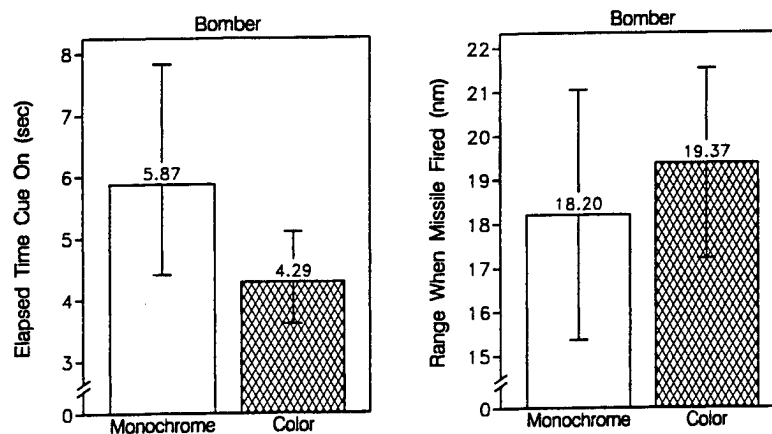 Bomber
Elapsed Time Cue On (sec)
8
7
6
5
4
3
0
5.87
4.29
Monochrome
Color
Bomber
Range When Missile Fired (nm)
22
21
20
19
18
17
16
15
0
18.20
19.37
Monochrome
Color